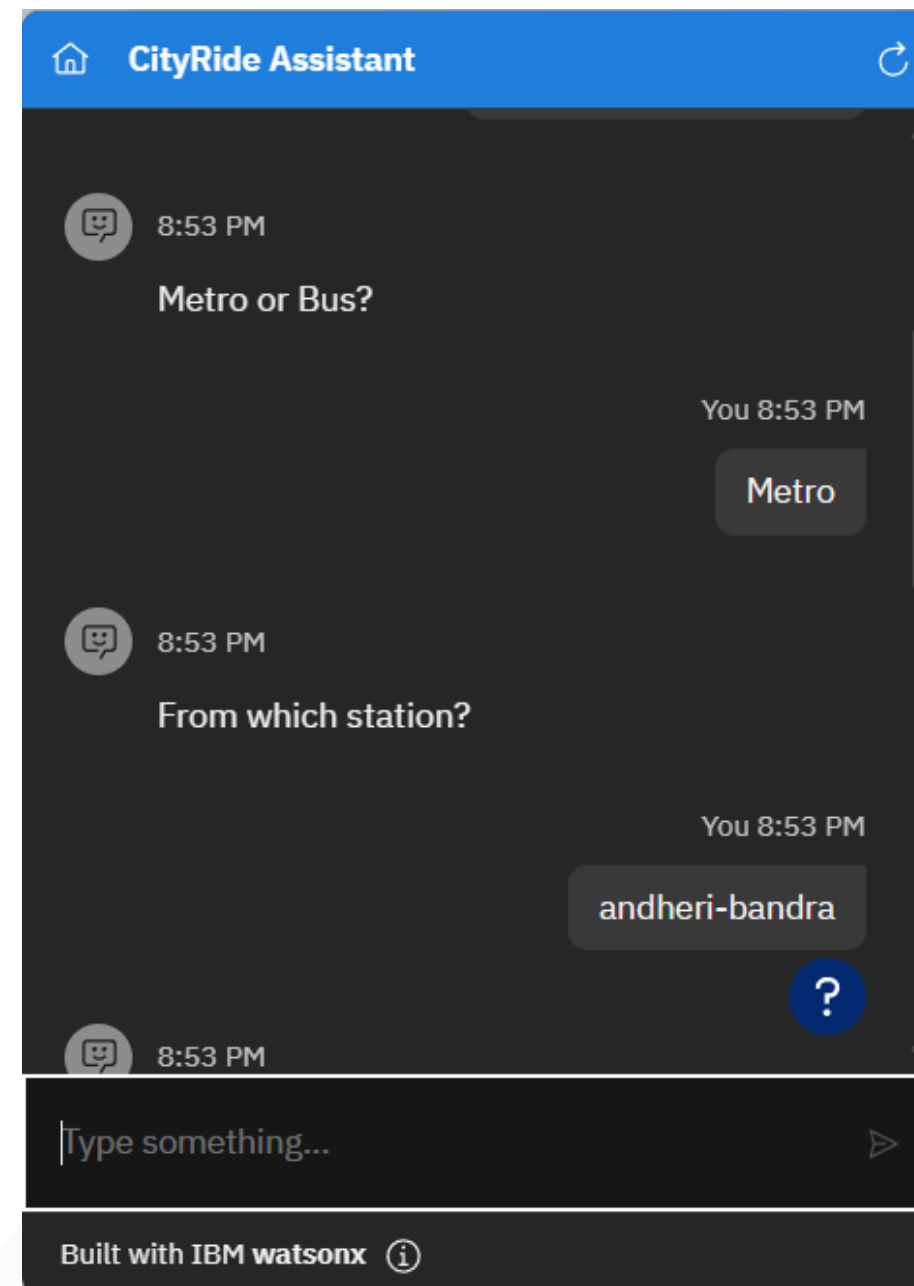 CityRide Assistant
8:53 PM
Metro or Bus?
You 8:53 PM
Metro
8:53 PM
From which station?
You 8:53 PM
andheri-bandra
?
8:53 PM
Type something...
Built with IBM watsonx